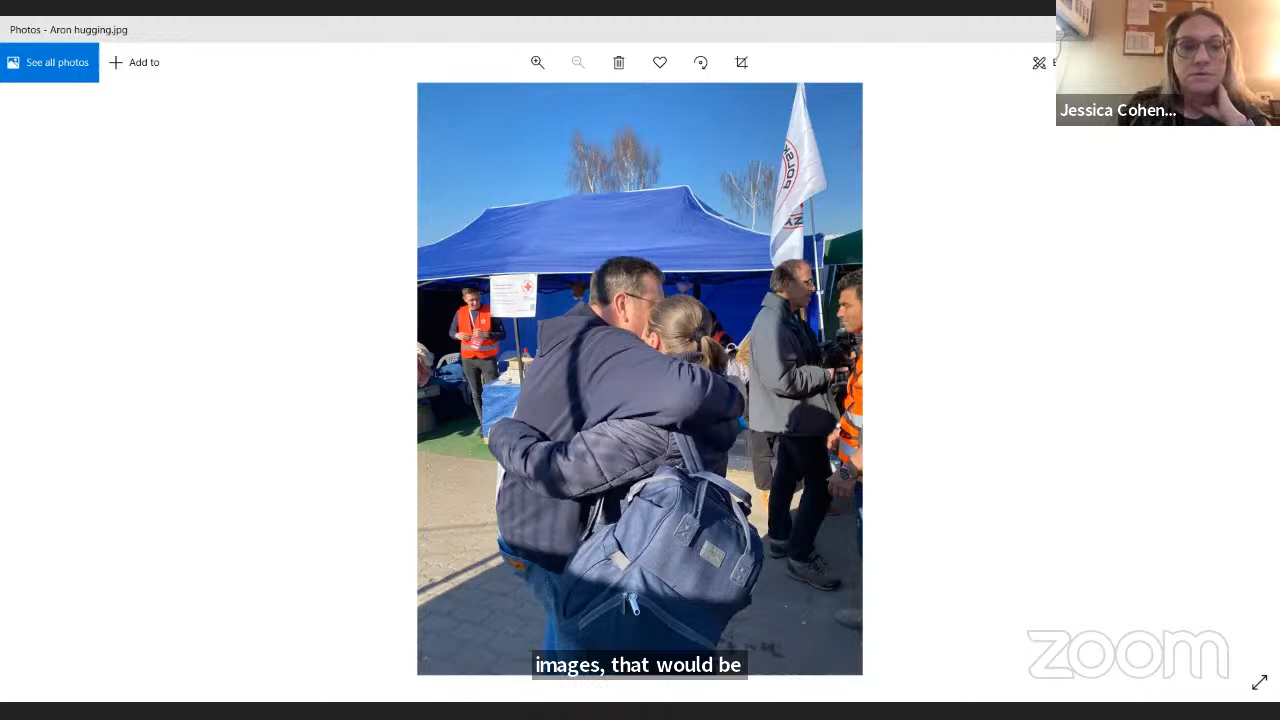 Photos - Aron hugging.jpg
See all photos
Add to
Jessica Cohen...
images, that would be
zoom